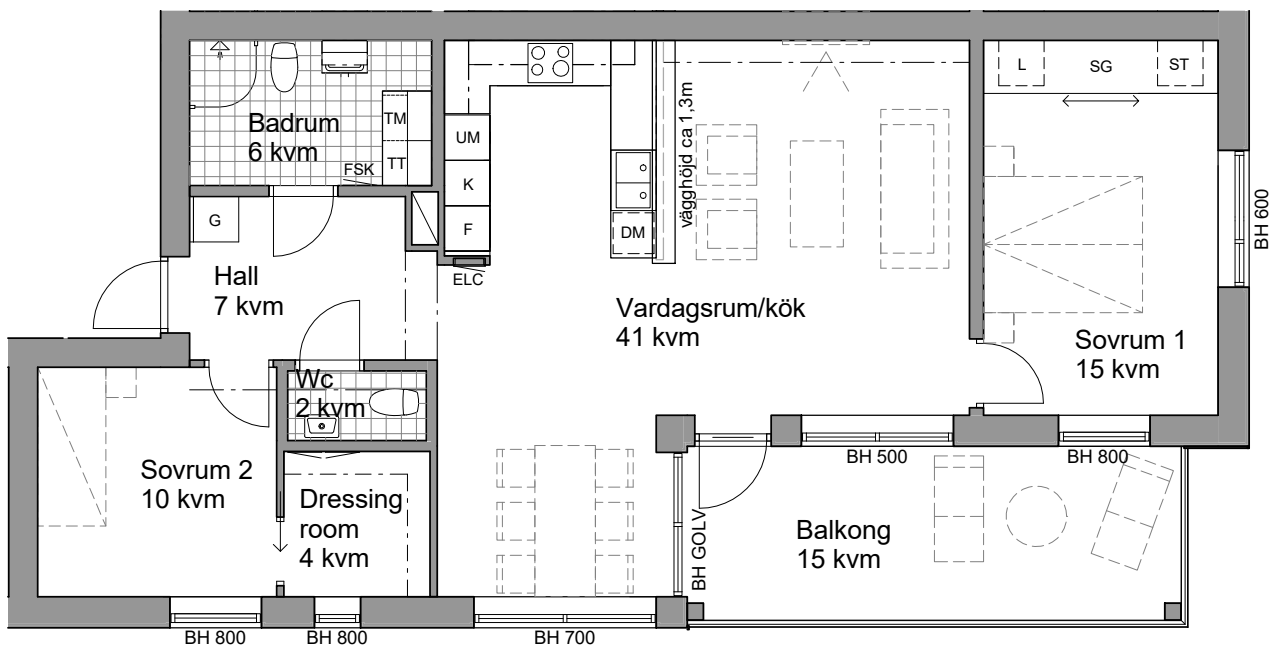 L
SG
ST
Badrum
6 kvm
TM
TT
FSK
UM
K
F
DM
ELC
vägghöjd ca 1,3m
G
BH 600
Hall
7 kvm
Vardagsrum/kök
41 kvm
Sovrum 1
15 kvm
Wc
2 kvm
Sovrum 2
10 kvm
Dressing
room
4 kvm
BH 500
BH 800
BH GOLV
Balkong
15 kvm
BH 800
BH 800
BH 700